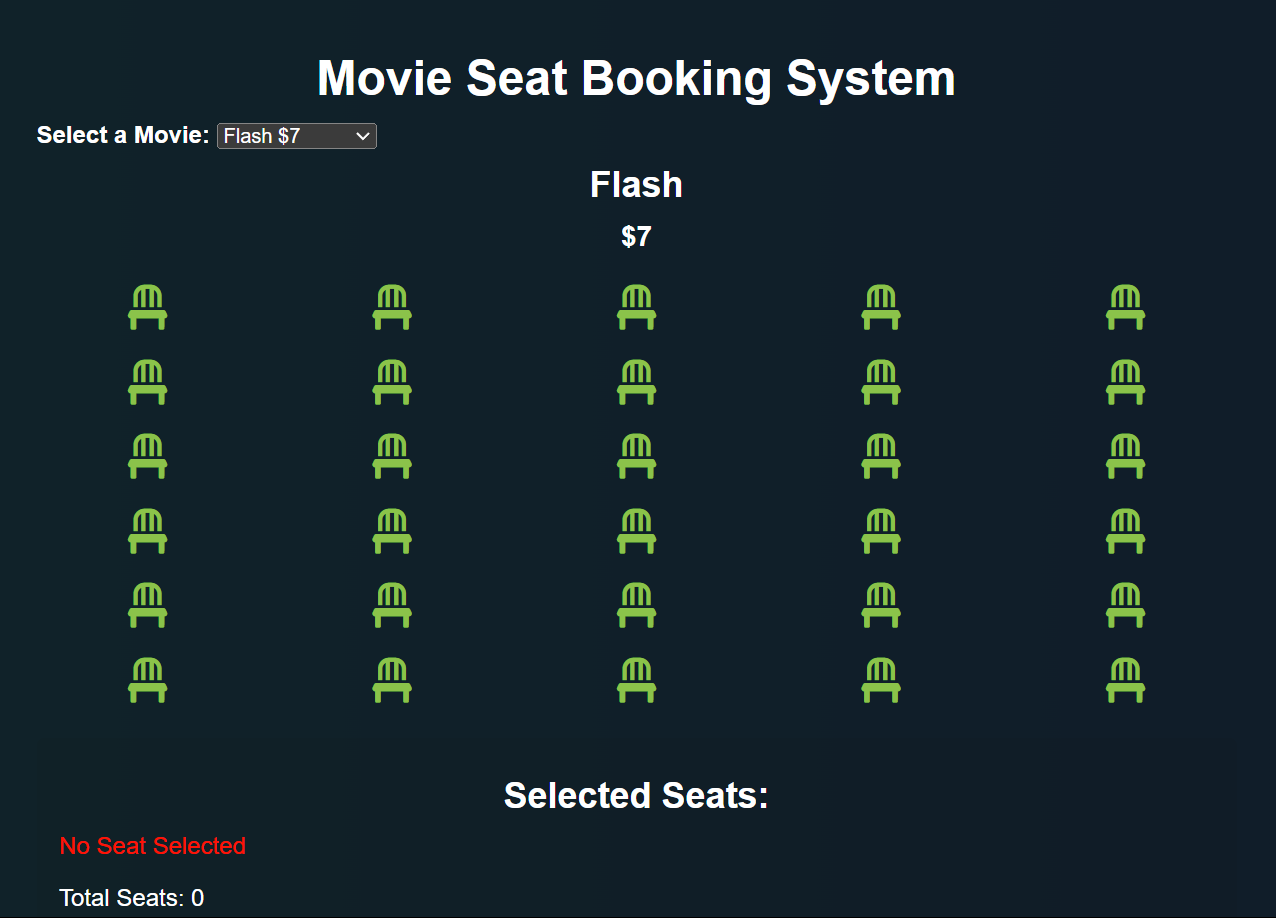 Movie Seat Booking System
Select a Movie: Flash $7
Flash
$7
Selected Seats:
No Seat Selected
Total Seats: 0